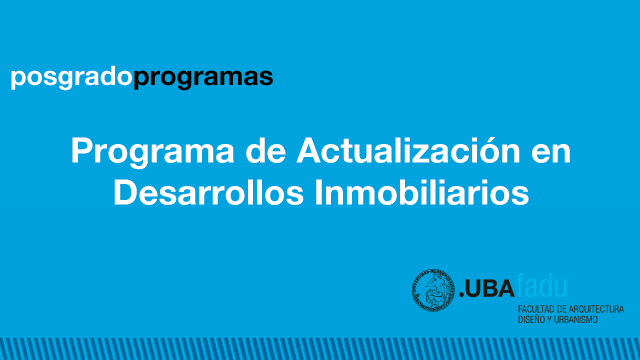 posgradoprogramas
Programa de Actualización en
Desarrollos Inmobiliarios
.UBAfadu
FACULTAD DE ARQUITECTURA
DISEÑO Y URBANISMO